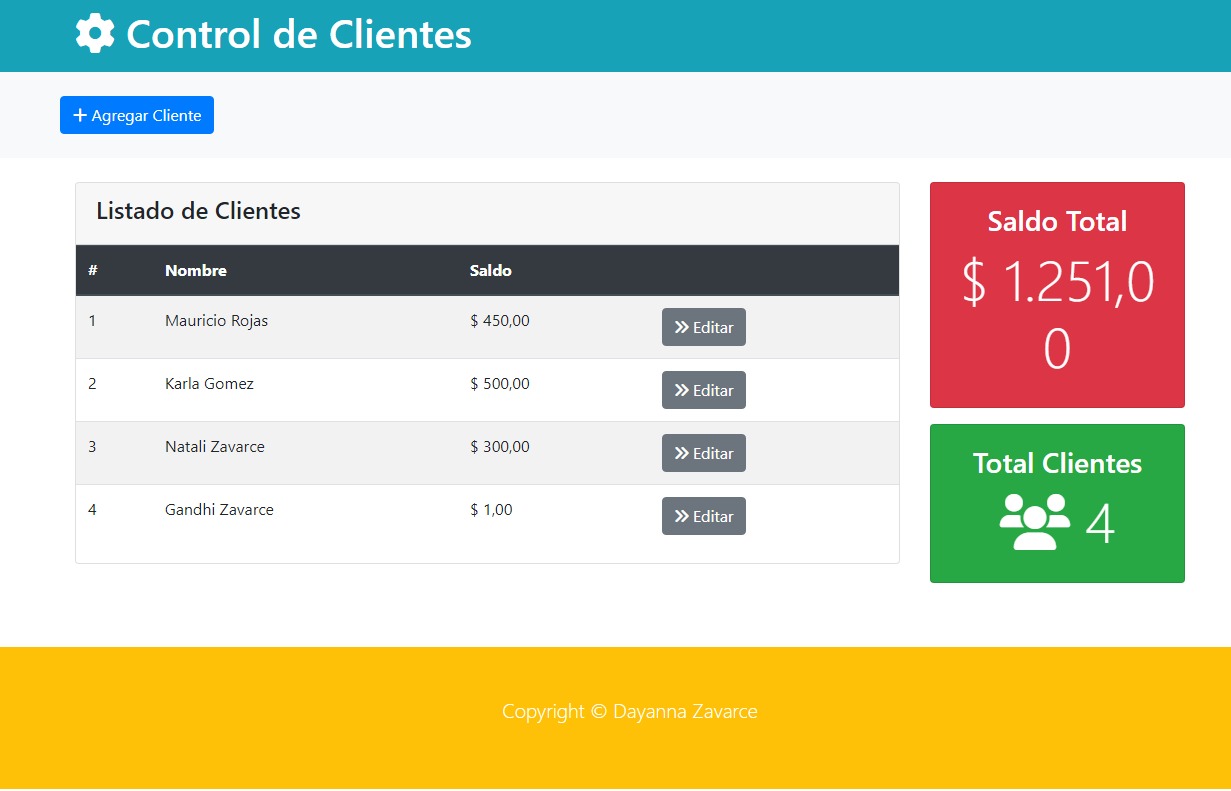 Control de Clientes
Agregar Cliente
Listado de Clientes
# Nombre Saldo
1 Mauricio Rojas $ 450,00 Editar
2 Karla Gomez $ 500,00 Editar
3 Natali Zavarce $ 300,00 Editar
4 Gandhi Zavarce $ 1,00 Editar
Saldo Total
$ 1.251,0
0
Total Clientes
4
Copyright © Dayanna Zavarce